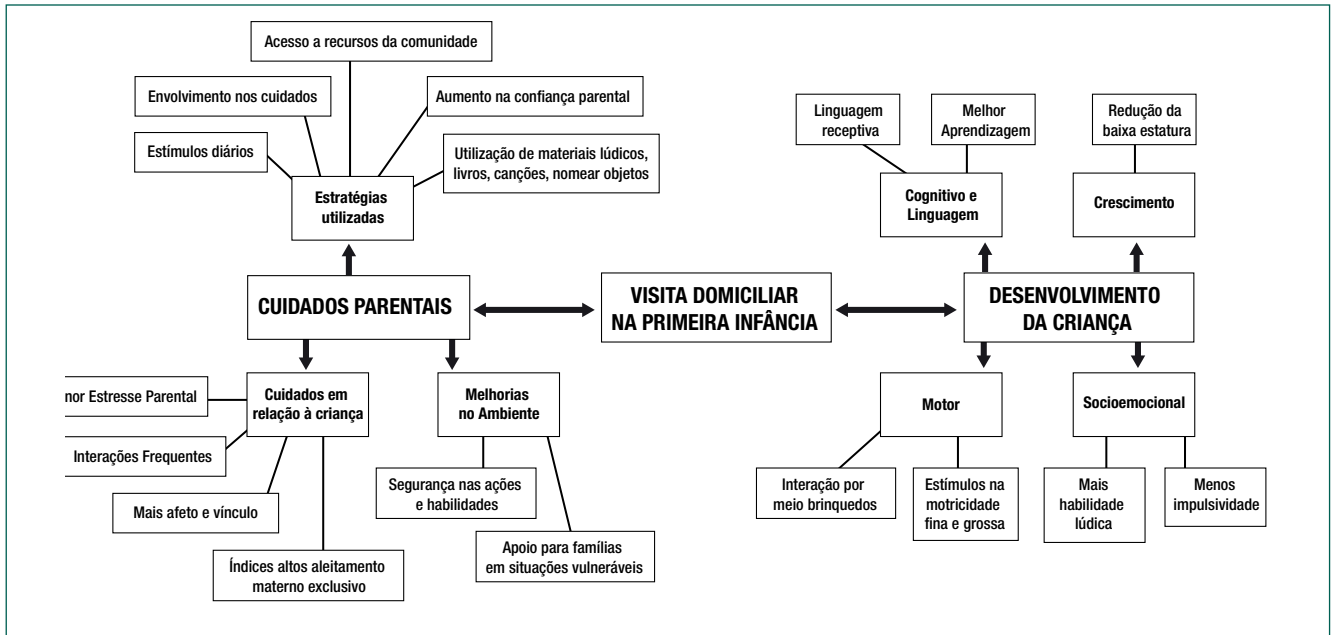 Acesso a recursos da comunidade
Envolvimento nos cuidados
Aumento na confiança parental
Estímulos diários
Utilização de materiais lúdicos,
livros, canções, nomear objetos
Estratégias
utilizadas
Linguagem
receptiva
Melhor
Aprendizagem
Redução da
baixa estatura
Cognitivo e
Linguagem
Crescimento
CUIDADOS PARENTAIS
VISITA DOMICILIAR
NA PRIMEIRA INFÂNCIA
DESENVOLVIMENTO
DA CRIANÇA
Estresse Parental
Cuidados em
relação à criança
Melhorias
no Ambiente
Motor
Socioemocional
Interações Frequentes
Mais afeto e vínculo
Índices altos aleitamento
materno exclusivo
Segurança nas ações
e habilidades
Apoio para famílias
em situações vulneráveis
Interação por
meio brinquedos
Estímulos na
motricidade
fina e grossa
Mais
habilidade
lúdica
Menos
impulsividade